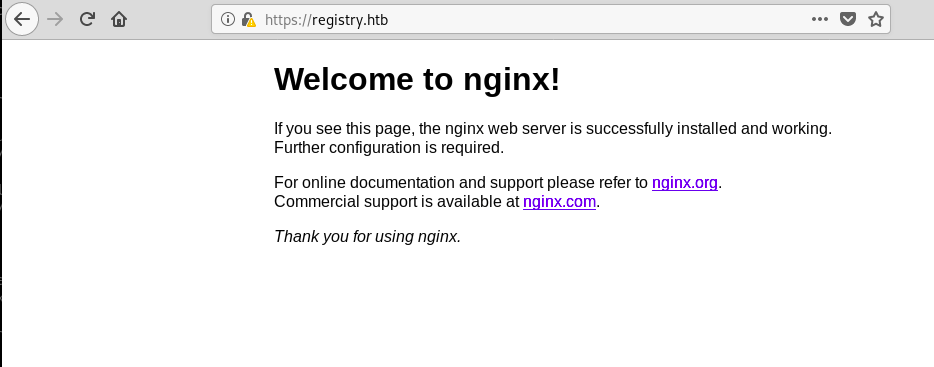 https://registry.htb
Welcome to nginx!
If you see this page, the nginx web server is successfully installed and working.
Further configuration is required.
For online documentation and support please refer to nginx.org.
Commercial support is available at nginx.com.
Thank you for using nginx.